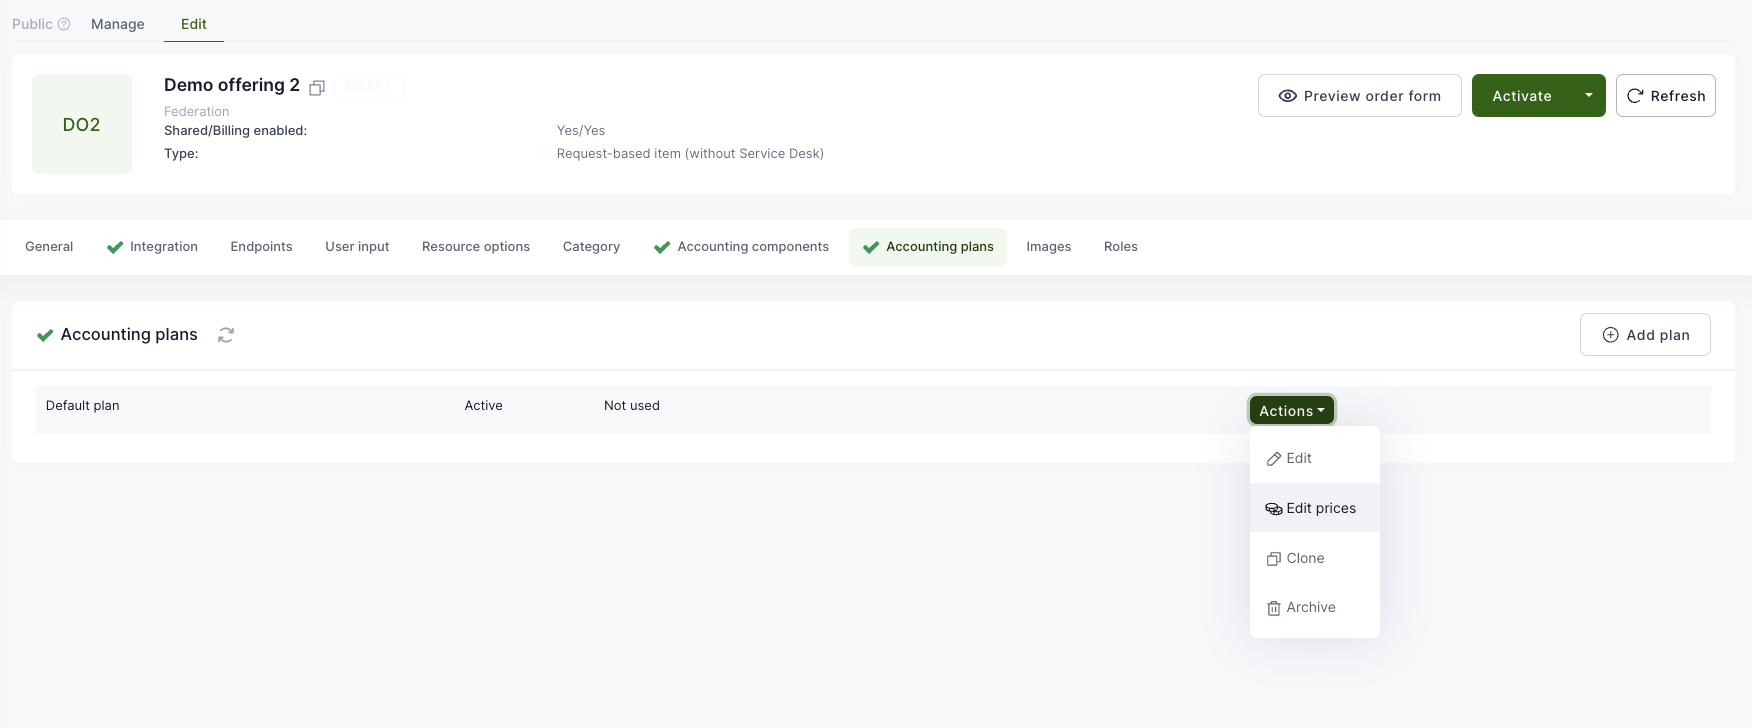 Public Manage Edit
DO2
Demo offering 2 DRAFT
Federation
Shared/Billing enabled: Yes/Yes
Type: Request-based item (without Service Desk)
Preview order form Activate Refresh
General Integration Endpoints User input Resource options Category Accounting components Accounting plans Images Roles
Accounting plans Add plan
Default plan Active Not used Actions
Edit
Edit prices
Clone
Archive